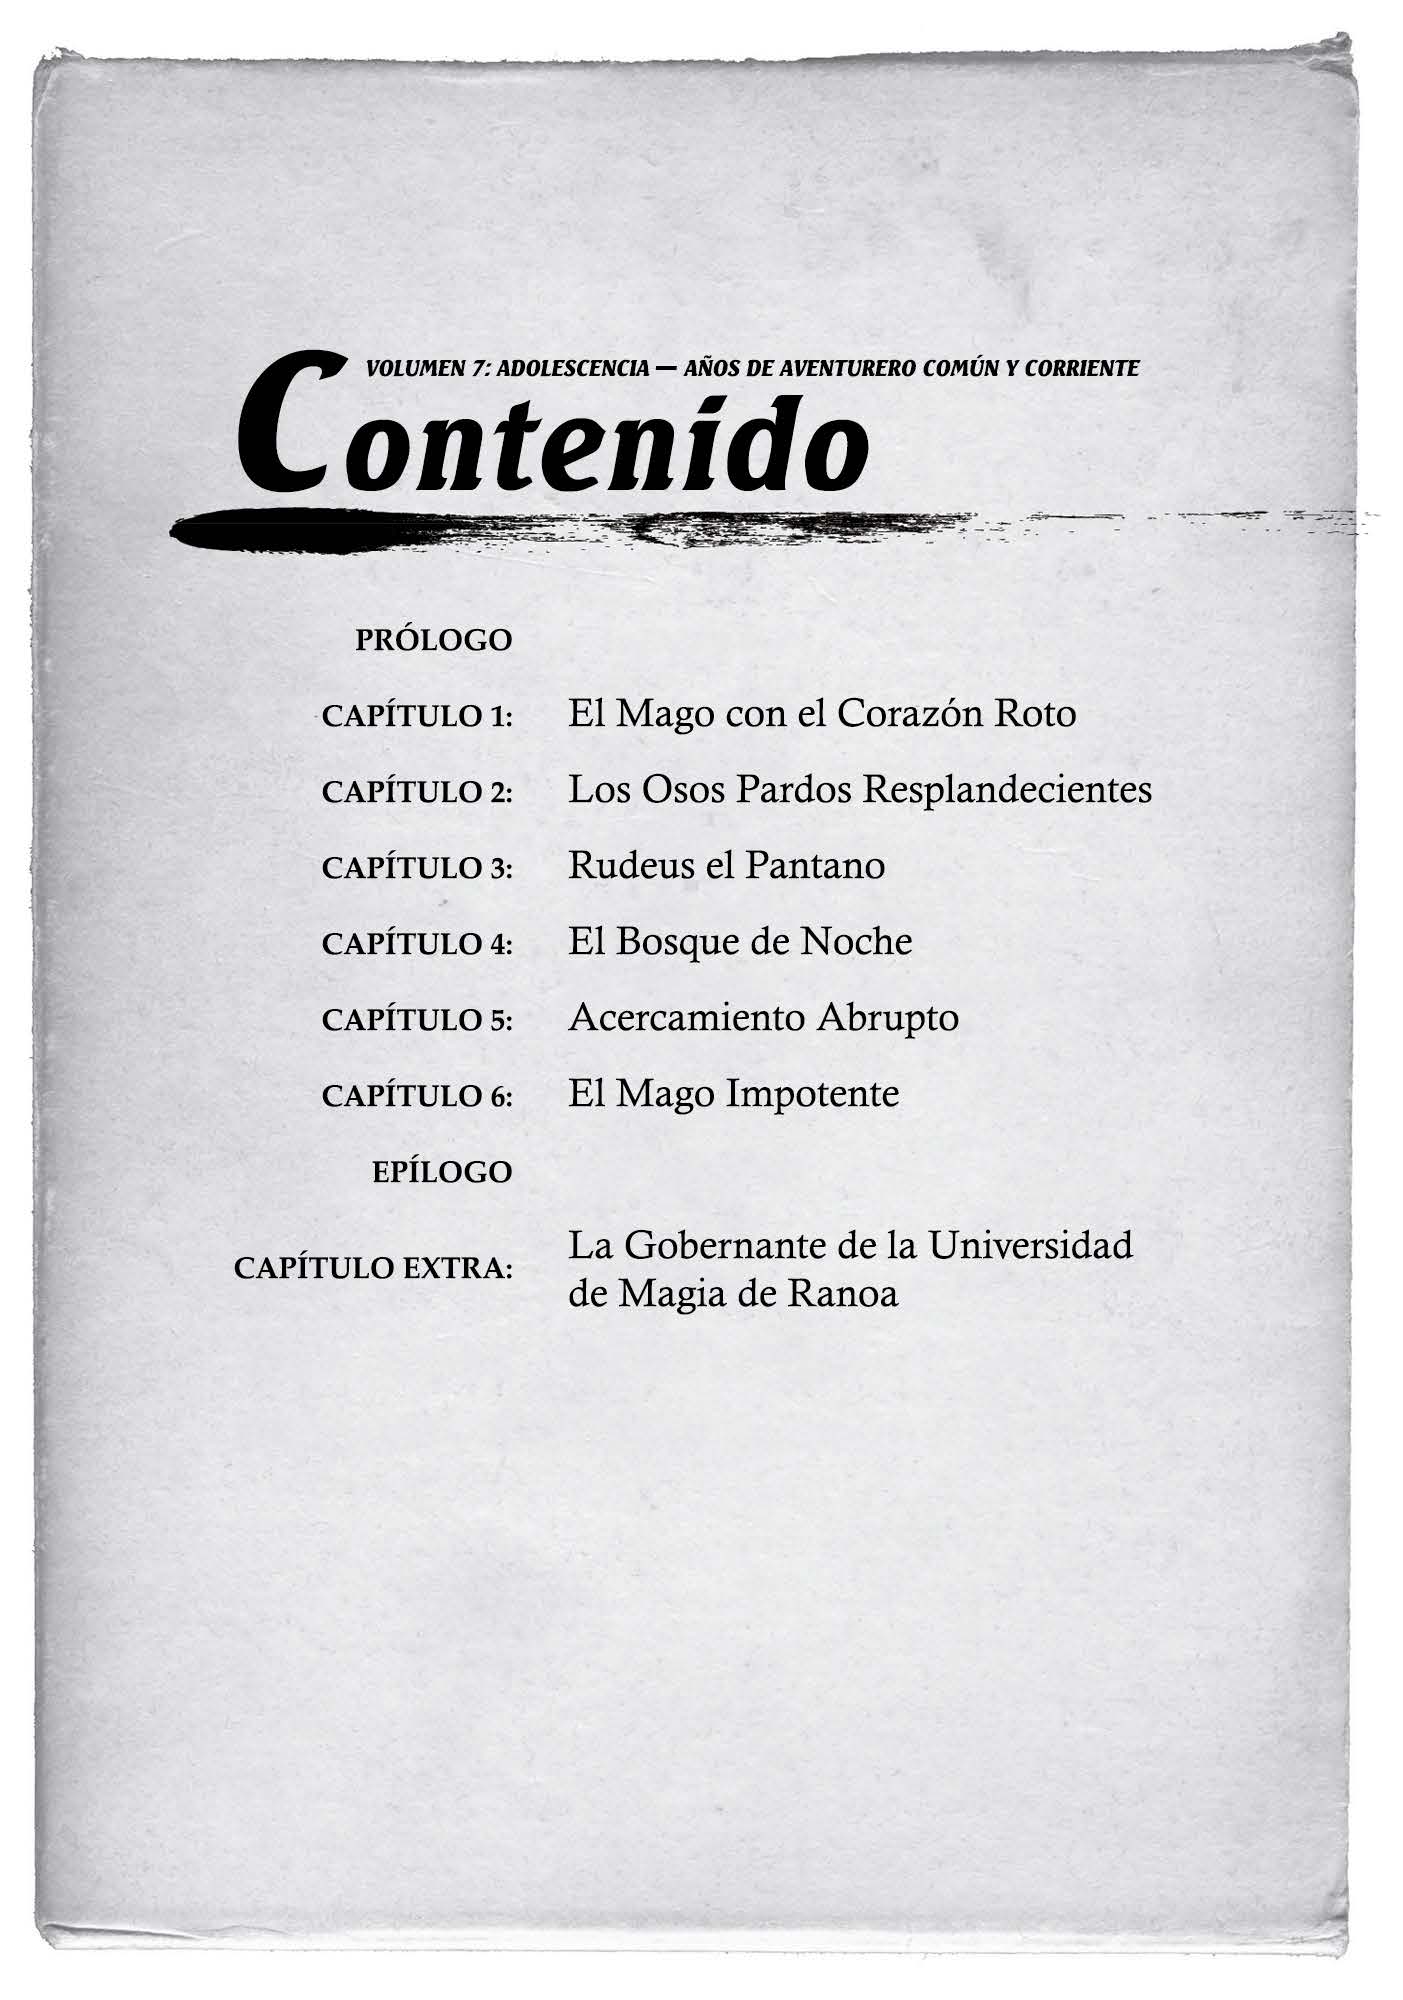 VOLUMEN 7: ADOLESCENCIA — AÑOS DE AVENTURERO COMÚN Y CORRIENTE
Contenido
PRÓLOGO
CAPÍTULO 1: El Mago con el Corazón Roto
CAPÍTULO 2: Los Osos Pardos Resplandecientes
CAPÍTULO 3: Rudeus el Pantano
CAPÍTULO 4: El Bosque de Noche
CAPÍTULO 5: Acercamiento Abrupto
CAPÍTULO 6: El Mago Impotente
EPÍLOGO
CAPÍTULO EXTRA: La Gobernante de la Universidad
de Magia de Ranoa